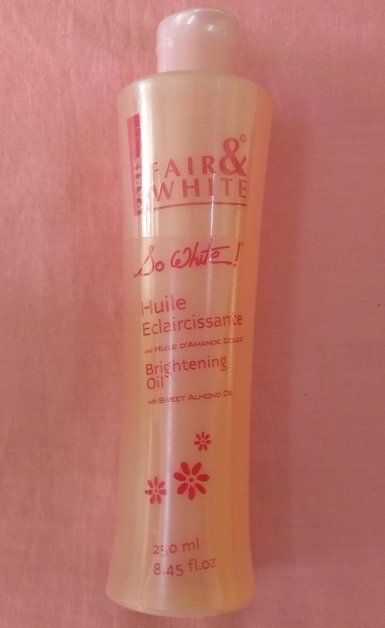 FAIR&©
WHITE
So White!
Huile
Eclaircissante
avec HUILE D'AMANDE DOUCE
Brightening
Oil
with SWEET ALMOND OIL
250 ml
8.45 fl.oz